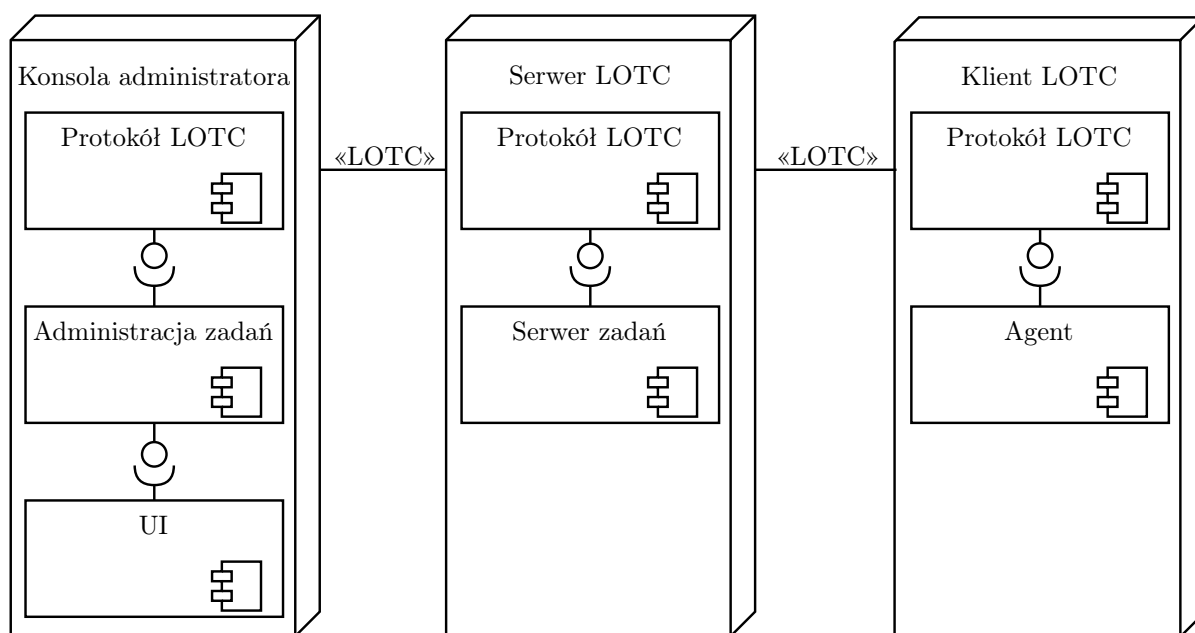 Konsola administratora
Protokół LOTC
Administracja zadań
UI
«LOTC»
Serwer LOTC
Protokół LOTC
Serwer zadań
«LOTC»
Klient LOTC
Protokół LOTC
Agent